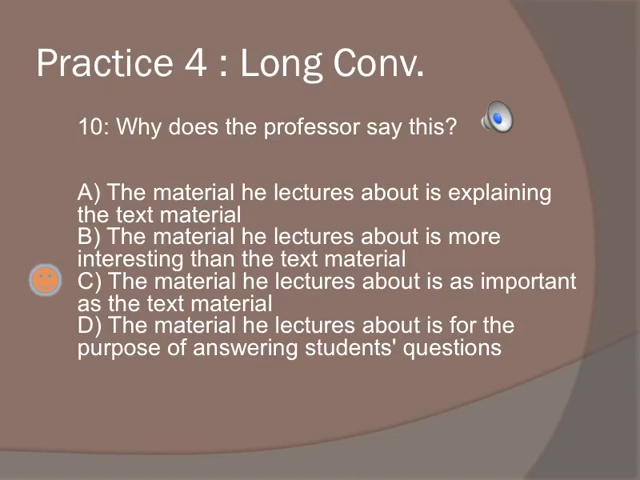 Practice 4 : Long Conv.
10: Why does the professor say this?
A) The material he lectures about is explaining
the text material
B) The material he lectures about is more
interesting than the text material
C) The material he lectures about is as important
as the text material
D) The material he lectures about is for the
purpose of answering students' questions